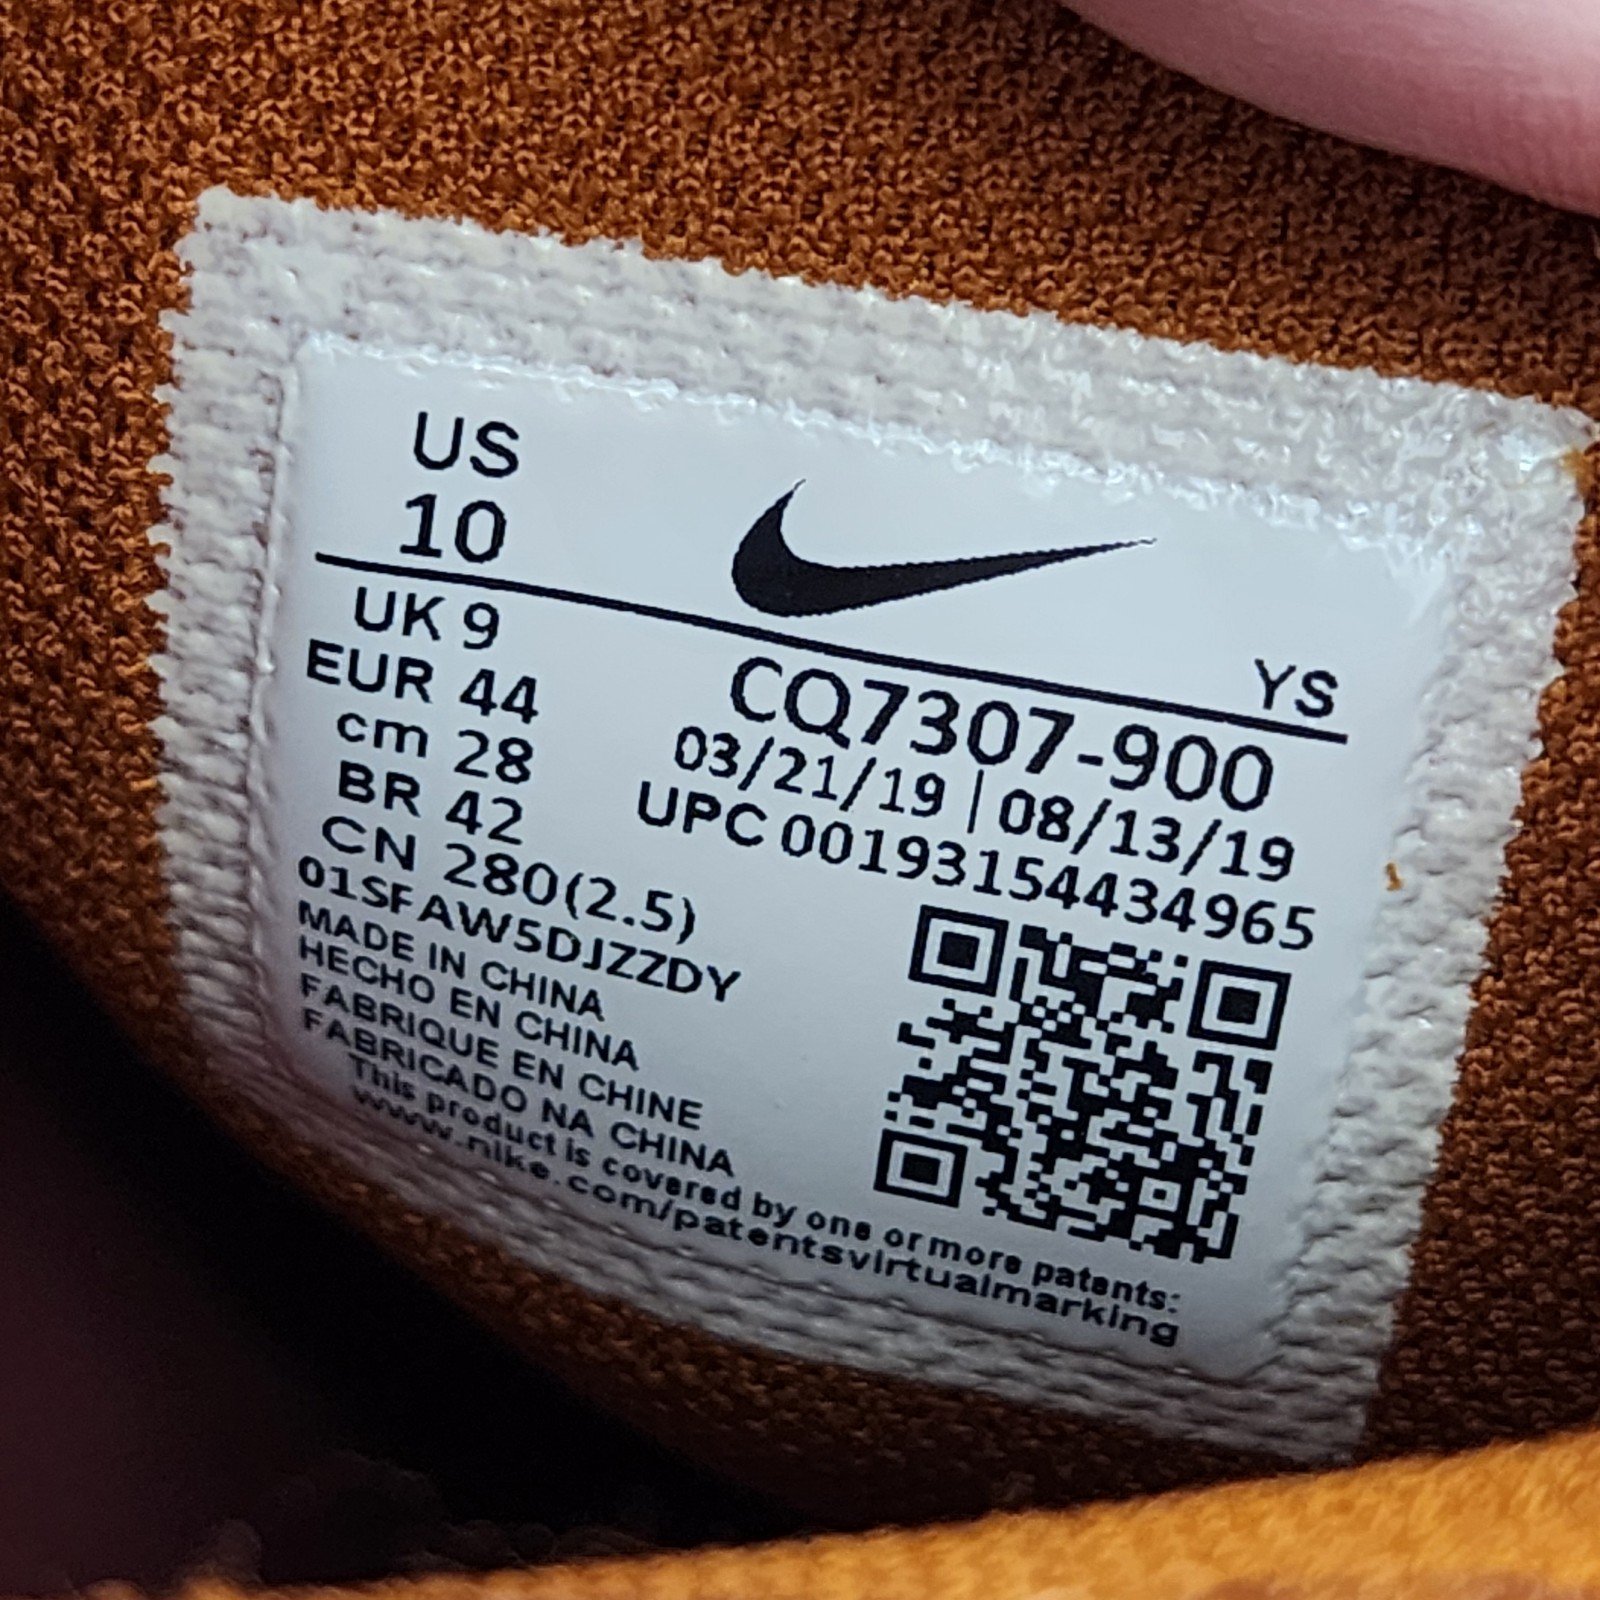 US
10
YS
UK 9
EUR 44
cm 28
BR 42
CN 280(2.5)
CQ7307-900
03/21/19 | 08/13/19
UPC 00193154434965
01SFAW5DJZZDY
MADE IN CHINA
HECHO EN CHINA
FABRIQUE EN CHINE
FABRICADO NA CHINA
This product is covered by one or more patents:
www.nike.com/patentsvirtualmarking